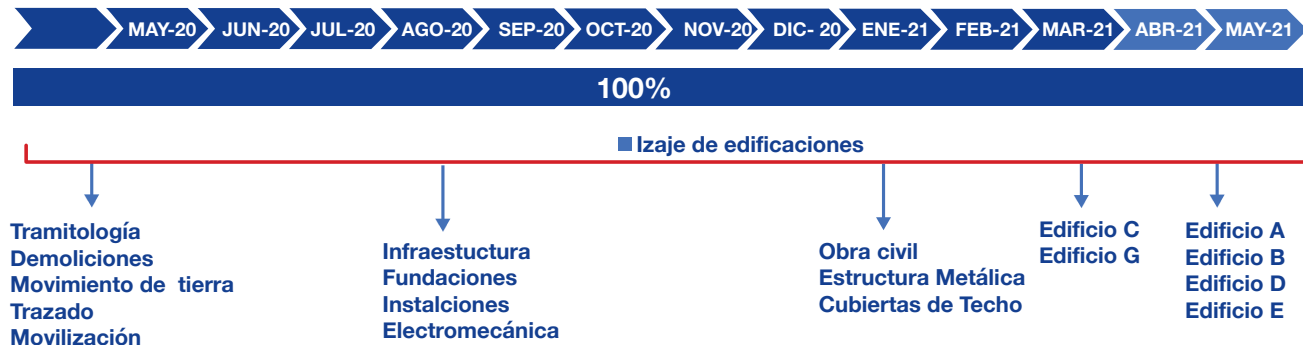 MAY-20 JUN-20 JUL-20 AGO-20 SEP-20 OCT-20 NOV-20 DIC- 20 ENE-21 FEB-21 MAR-21 ABR-21 MAY-21
100%
Izaje de edificaciones
Tramitología
Demoliciones
Movimiento de tierra
Trazado
Movilización
Infraestuctura
Fundaciones
Instalciones
Electromecánica
Obra civil
Estructura Metálica
Cubiertas de Techo
Edificio C
Edificio G
Edificio A
Edificio B
Edificio D
Edificio E